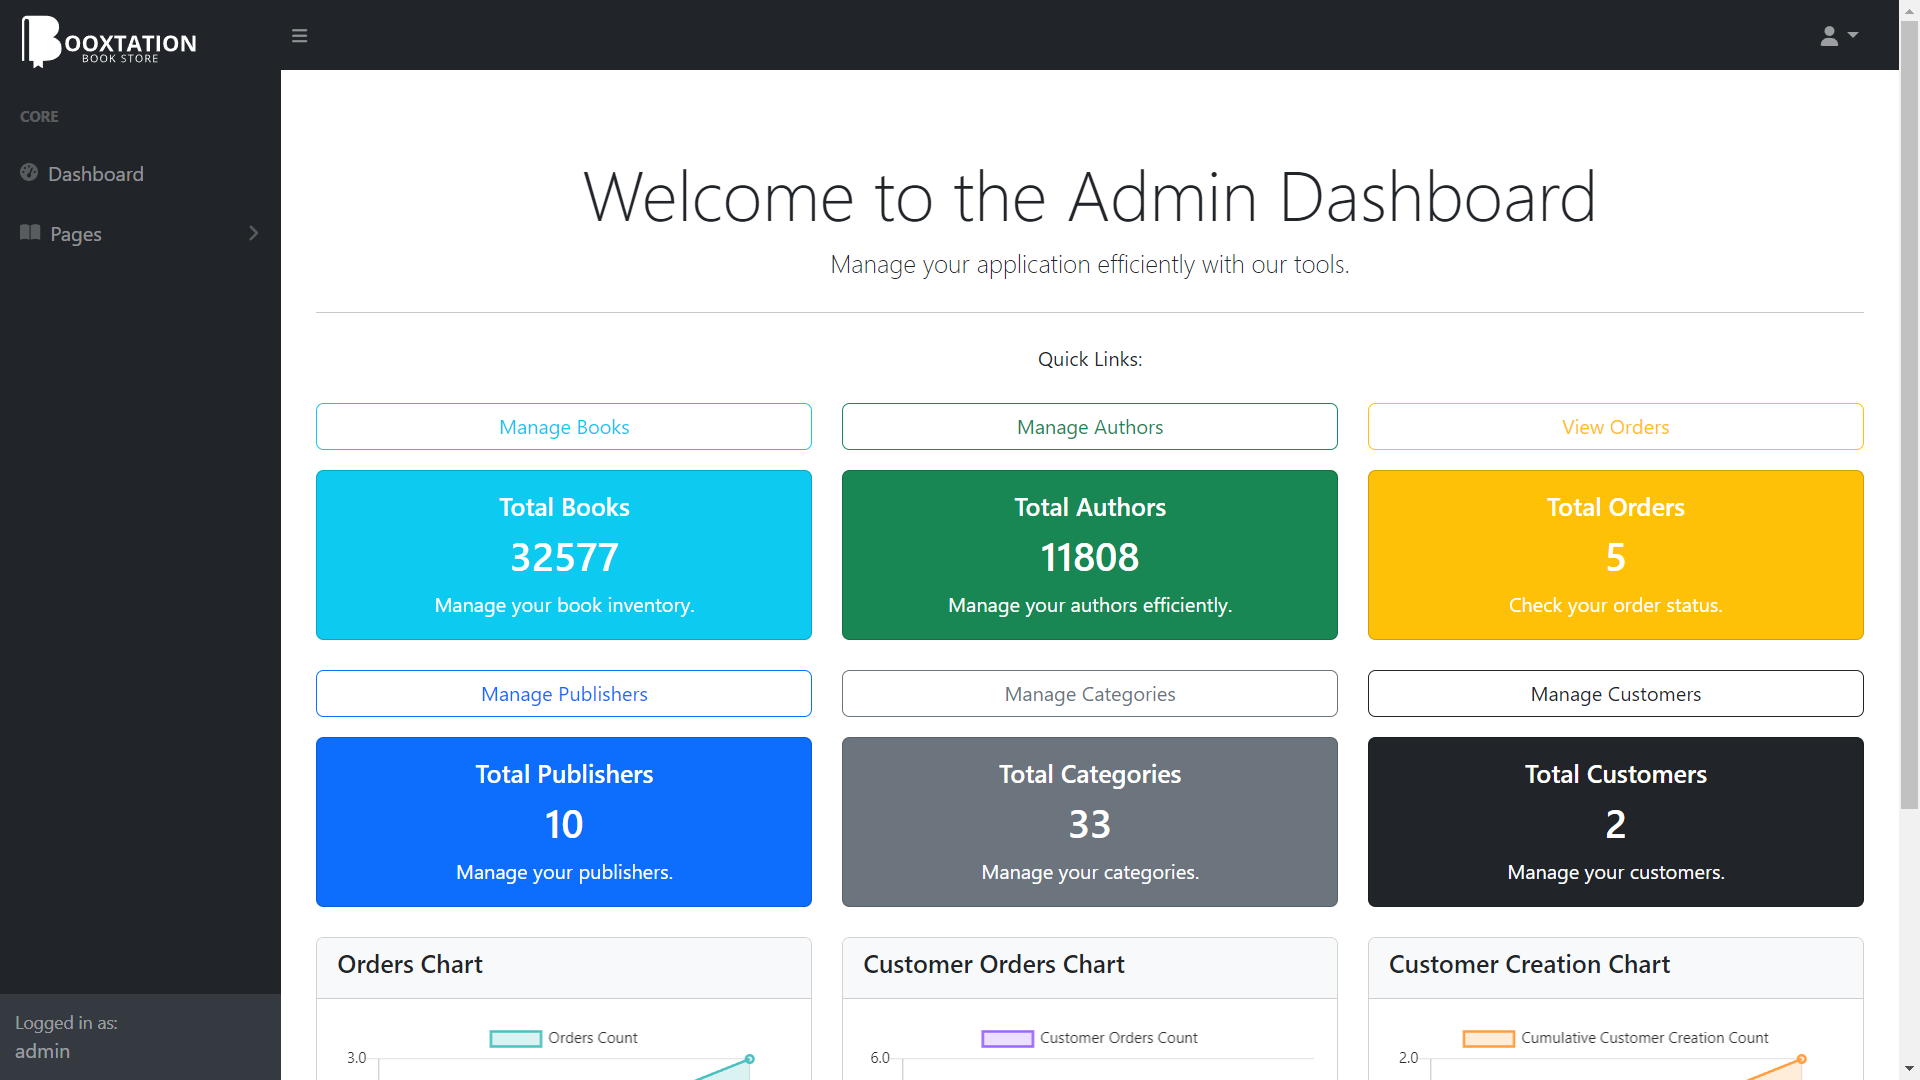 BOOXTATION
BOOK STORE
CORE
Dashboard
Pages
Welcome to the Admin Dashboard
Manage your application efficiently with our tools.
Quick Links:
Manage Books
Manage Authors
View Orders
Total Books
32577
Manage your book inventory.
Total Authors
11808
Manage your authors efficiently.
Total Orders
5
Check your order status.
Manage Publishers
Manage Categories
Manage Customers
Total Publishers
10
Manage your publishers.
Total Categories
33
Manage your categories.
Total Customers
2
Manage your customers.
Orders Chart
Orders Count
3.0
Customer Orders Chart
Customer Orders Count
6.0
Customer Creation Chart
Cumulative Customer Creation Count
2.0
Logged in as:
admin